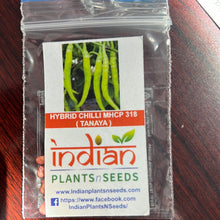 HYBRID CHILLI MHCP 318
( TANAYA )
indian
PLANTSnSEEDS
www.indianplantsnseeds.com
https://www.facebook.com/
IndianPlantsNSeeds/